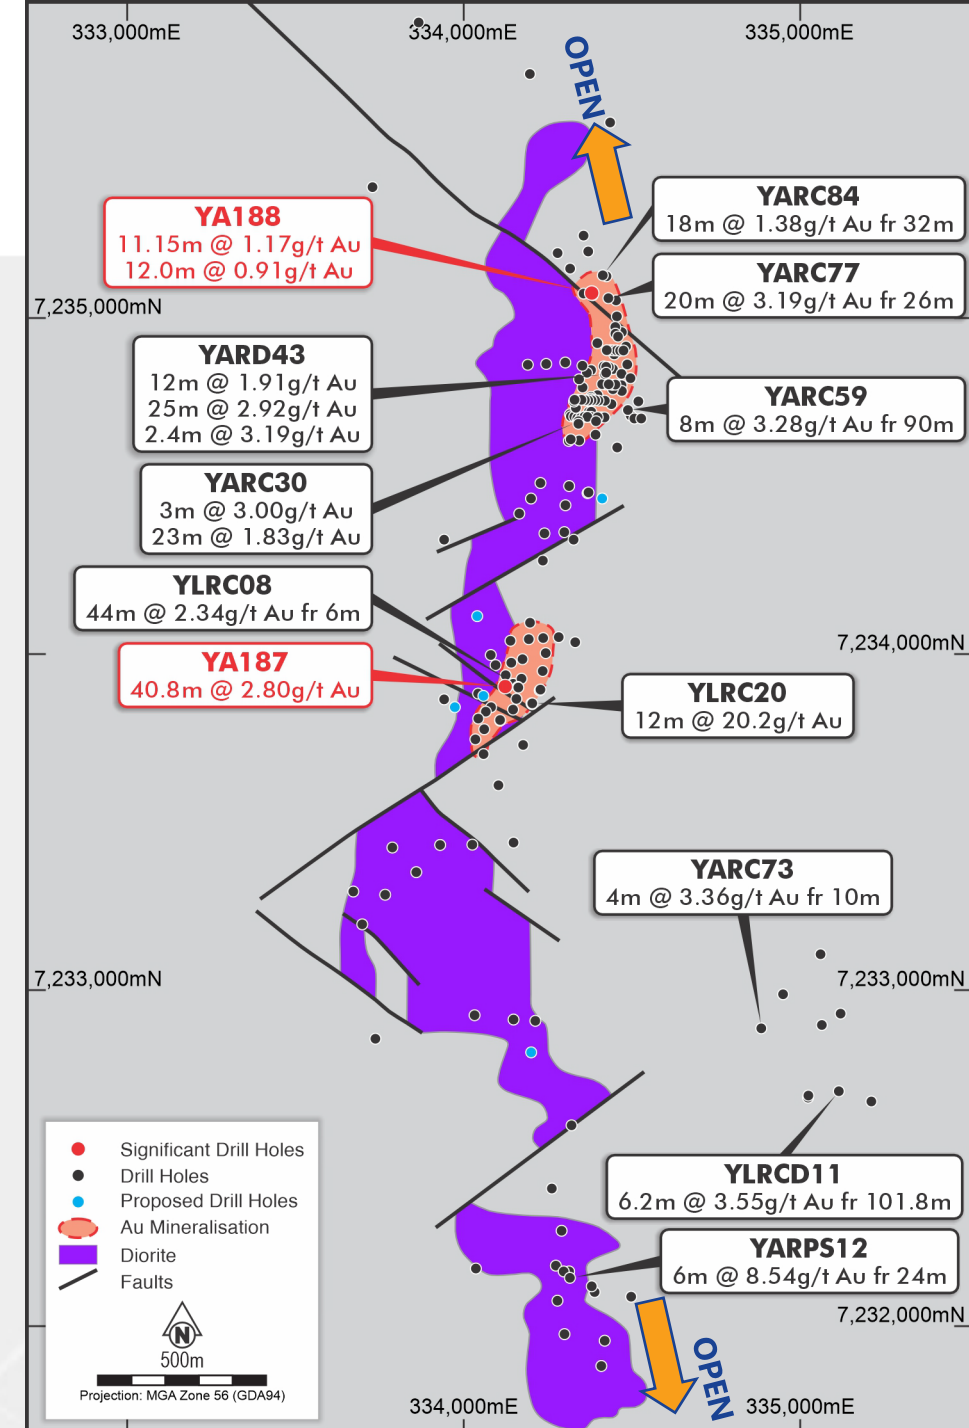 333,000mE
334,000mE
335,000mE
OPEN
YA188
11.15m @ 1.17g/t Au
12.0m @ 0.91g/t Au
YARC84
18m @ 1.38g/t Au fr 32m
YARC77
20m @ 3.19g/t Au fr 26m
7,235,000mN
YARD43
12m @ 1.91g/t Au
25m @ 2.92g/t Au
2.4m @ 3.19g/t Au
YARC59
8m @ 3.28g/t Au fr 90m
YARC30
3m @ 3.00g/t Au
23m @ 1.83g/t Au
YLRC08
44m @ 2.34g/t Au fr 6m
7,234,000mN
YA187
40.8m @ 2.80g/t Au
YLRC20
12m @ 20.2g/t Au
YARC73
4m @ 3.36g/t Au fr 10m
7,233,000mN
7,233,000mN
YLRCD11
6.2m @ 3.55g/t Au fr 101.8m
YARPS12
6m @ 8.54g/t Au fr 24m
7,232,000mN
OPEN
Significant Drill Holes
Drill Holes
Proposed Drill Holes
Au Mineralisation
Diorite
Faults
N
500m
Projection: MGA Zone 56 (GDA94)
334,000mE
335,000mE